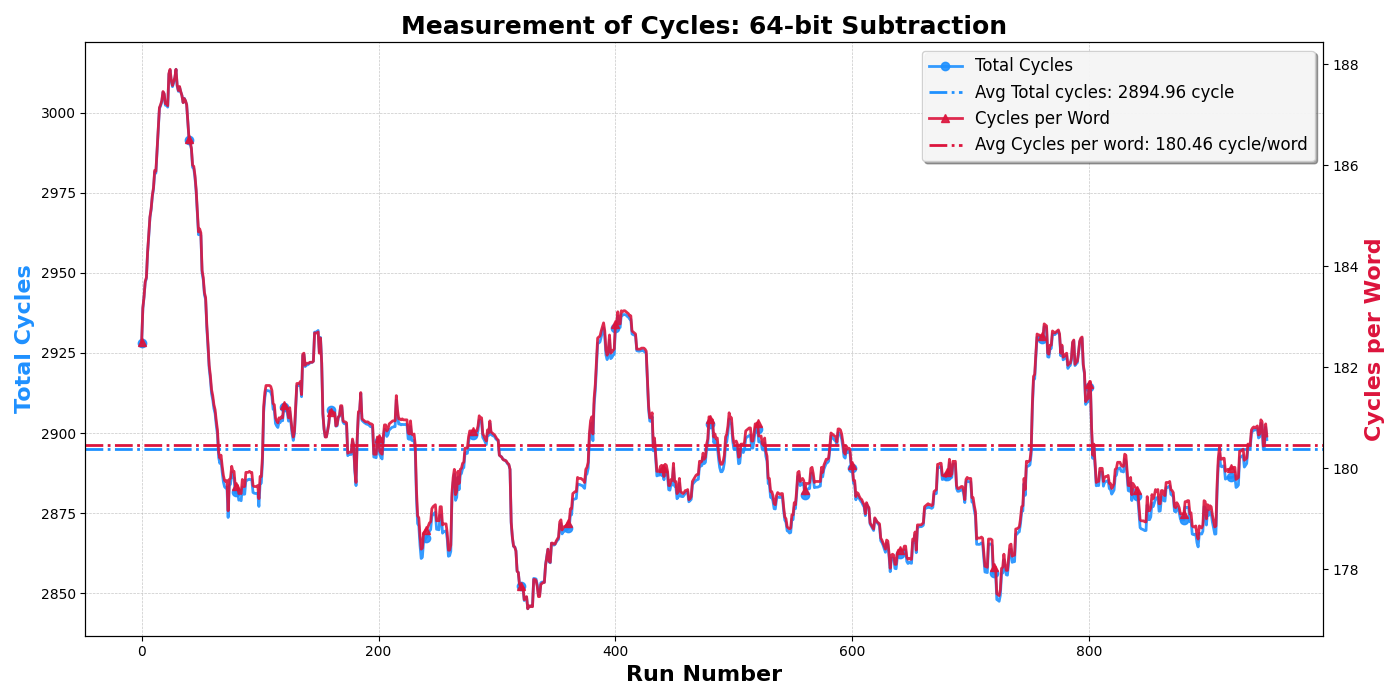 Measurement of Cycles: 64-bit Subtraction
Total Cycles
Avg Total cycles: 2894.96 cycle
Cycles per Word
Avg Cycles per word: 180.46 cycle/word
Total Cycles
3000
2975
2950
2925
2900
2875
2850
188
186
184
182
180
178
Cycles per Word
0 200 400 600 800
Run Number